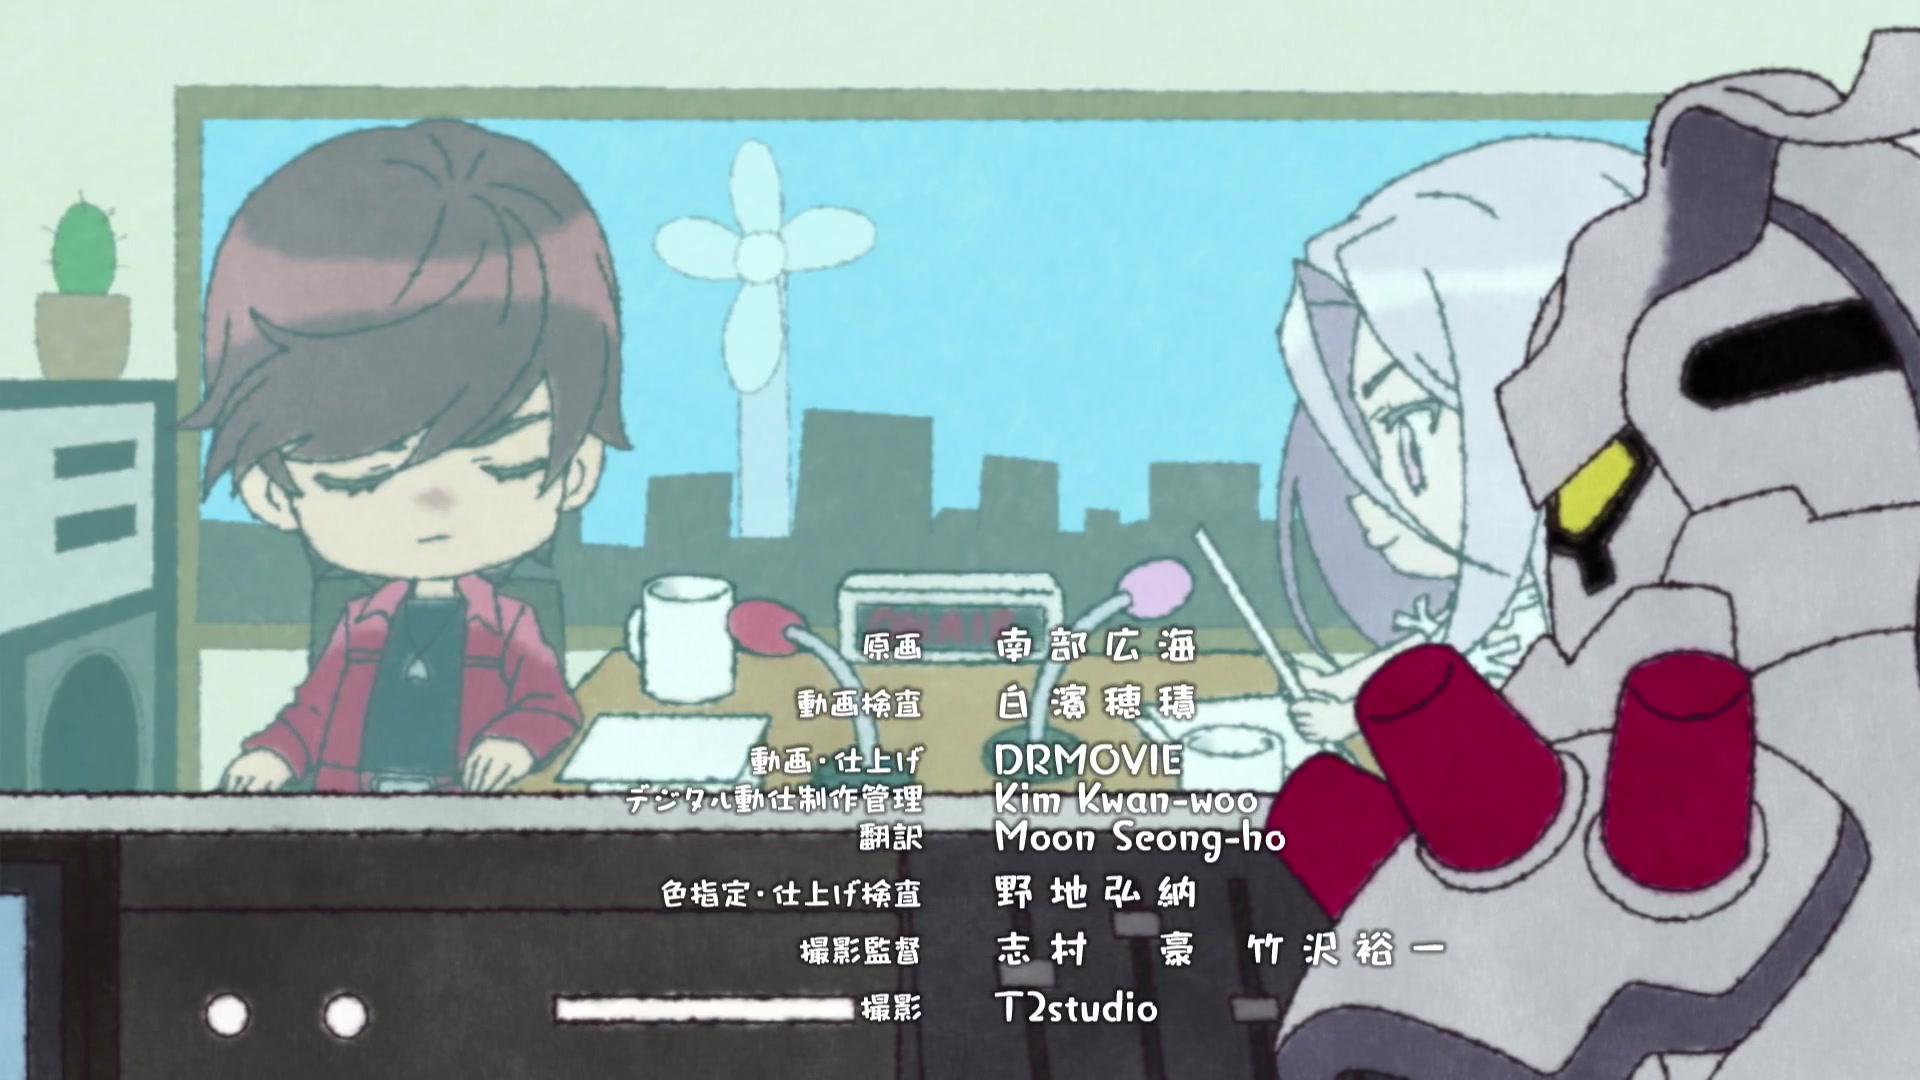 ON AIR
原画 南部広海
動画検査 白濱穂積
動画・仕上げ DRMOVIE
デジタル動仕制作管理 Kim Kwan-woo
翻訳 Moon Seong-ho
色指定・仕上げ検査 野地弘納
撮影監督 志村 豪 竹沢裕一
撮影 T2studio